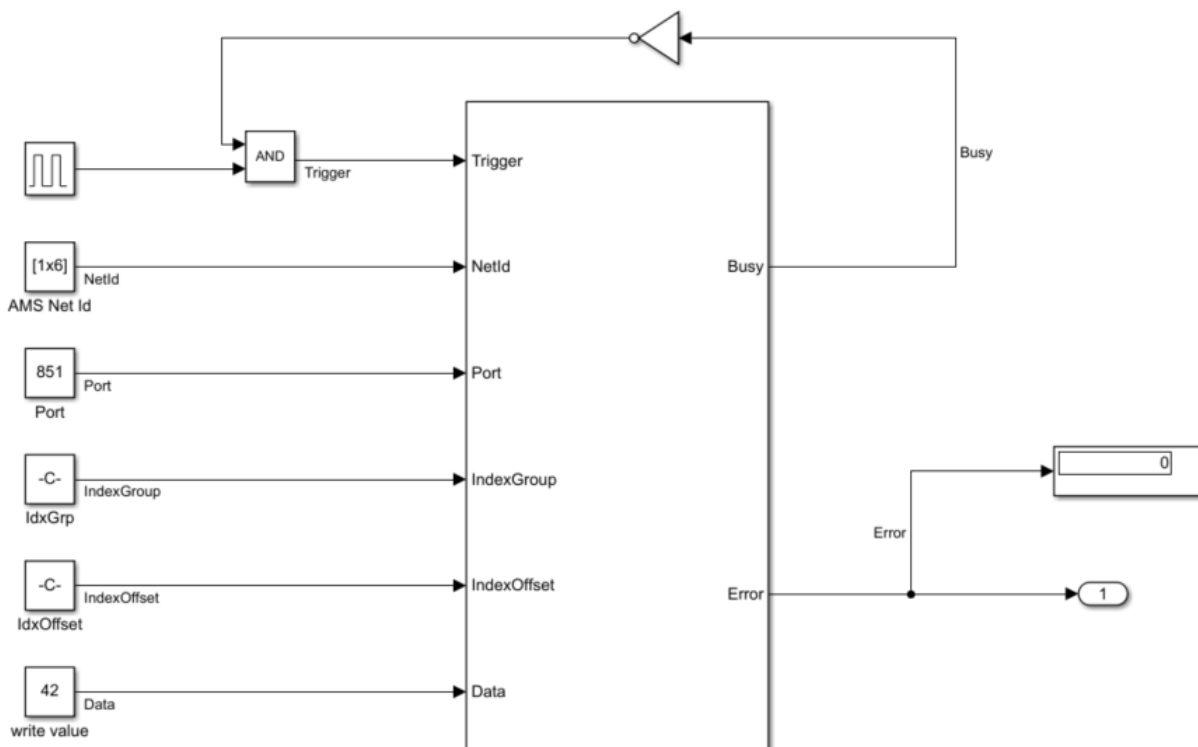 Busy
AND
Trigger
Trigger
[1x6]
NetId
AMS Net Id
NetId
Busy
851
Port
Port
Port
-C-
IndexGroup
IdxGrp
IndexGroup
0
Error
-C-
IndexOffset
IdxOffset
IndexOffset
Error
1
42
Data
write value
Data